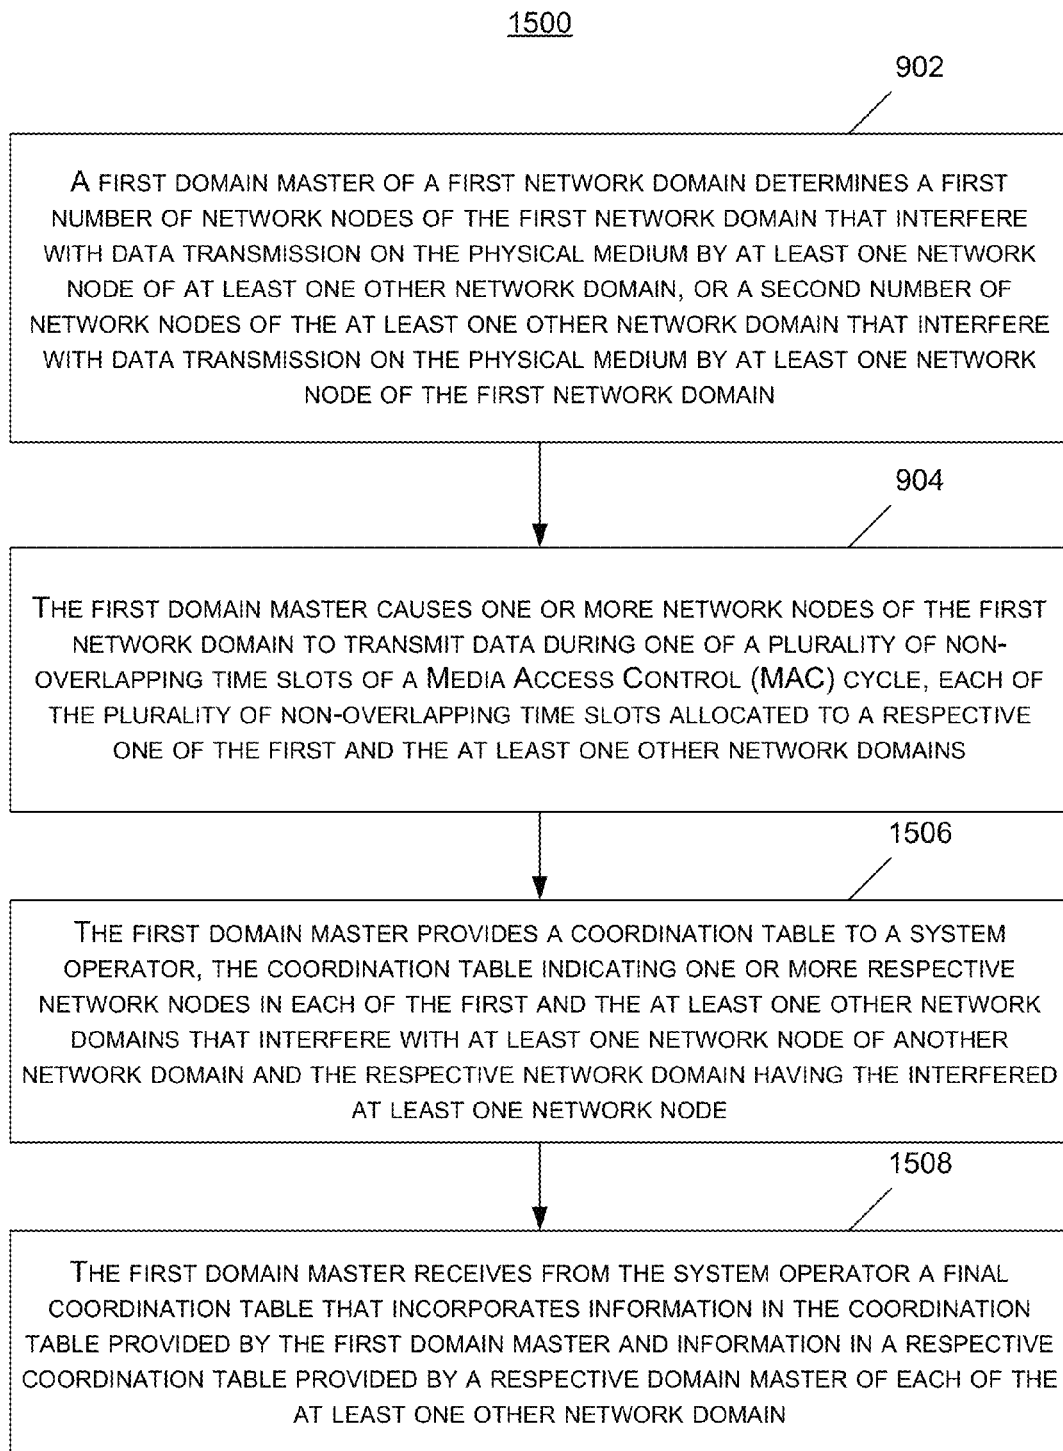 1500
902
A FIRST DOMAIN MASTER OF A FIRST NETWORK DOMAIN DETERMINES A FIRST
NUMBER OF NETWORK NODES OF THE FIRST NETWORK DOMAIN THAT INTERFERE
WITH DATA TRANSMISSION ON THE PHYSICAL MEDIUM BY AT LEAST ONE NETWORK
NODE OF AT LEAST ONE OTHER NETWORK DOMAIN, OR A SECOND NUMBER OF
NETWORK NODES OF THE AT LEAST ONE OTHER NETWORK DOMAIN THAT INTERFERE
WITH DATA TRANSMISSION ON THE PHYSICAL MEDIUM BY AT LEAST ONE NETWORK
NODE OF THE FIRST NETWORK DOMAIN
904
THE FIRST DOMAIN MASTER CAUSES ONE OR MORE NETWORK NODES OF THE FIRST
NETWORK DOMAIN TO TRANSMIT DATA DURING ONE OF A PLURALITY OF NON-
OVERLAPPING TIME SLOTS OF A MEDIA ACCESS CONTROL (MAC) CYCLE, EACH OF
THE PLURALITY OF NON-OVERLAPPING TIME SLOTS ALLOCATED TO A RESPECTIVE
ONE OF THE FIRST AND THE AT LEAST ONE OTHER NETWORK DOMAINS
1506
THE FIRST DOMAIN MASTER PROVIDES A COORDINATION TABLE TO A SYSTEM
OPERATOR, THE COORDINATION TABLE INDICATING ONE OR MORE RESPECTIVE
NETWORK NODES IN EACH OF THE FIRST AND THE AT LEAST ONE OTHER NETWORK
DOMAINS THAT INTERFERE WITH AT LEAST ONE NETWORK NODE OF ANOTHER
NETWORK DOMAIN AND THE RESPECTIVE NETWORK DOMAIN HAVING THE INTERFERED
AT LEAST ONE NETWORK NODE
1508
THE FIRST DOMAIN MASTER RECEIVES FROM THE SYSTEM OPERATOR A FINAL
COORDINATION TABLE THAT INCORPORATES INFORMATION IN THE COORDINATION
TABLE PROVIDED BY THE FIRST DOMAIN MASTER AND INFORMATION IN A RESPECTIVE
COORDINATION TABLE PROVIDED BY A RESPECTIVE DOMAIN MASTER OF EACH OF THE
AT LEAST ONE OTHER NETWORK DOMAIN